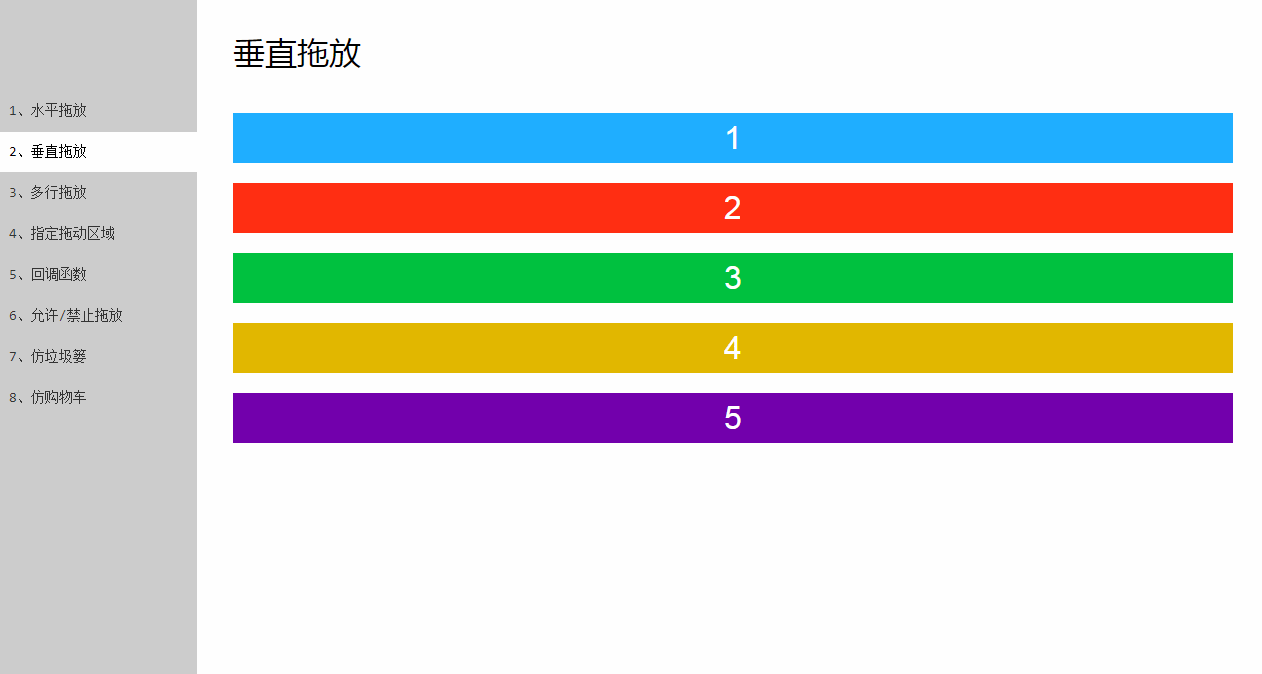 1、水平拖放
2、垂直拖放
3、多行拖放
4、指定拖动区域
5、回调函数
6、允许/禁止拖放
7、仿垃圾篓
8、仿购物车
垂直拖放
1
2
3
4
5